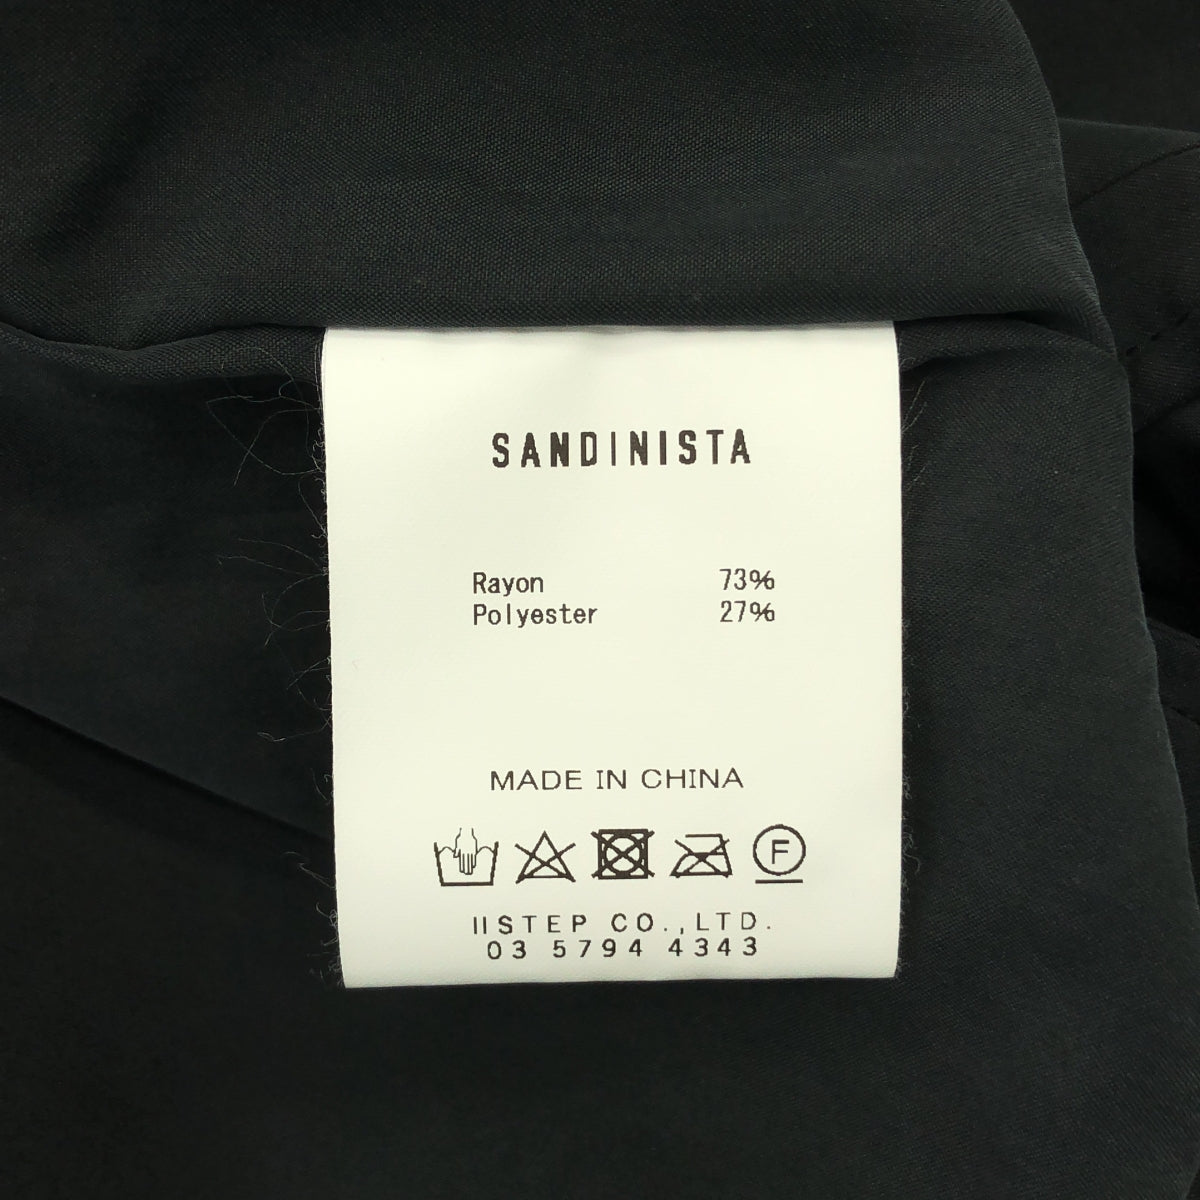 SANDINISTA
Rayon 73%
Polyester 27%
MADE IN CHINA
F
IISTEP CO.,LTD.
03 5794 4343